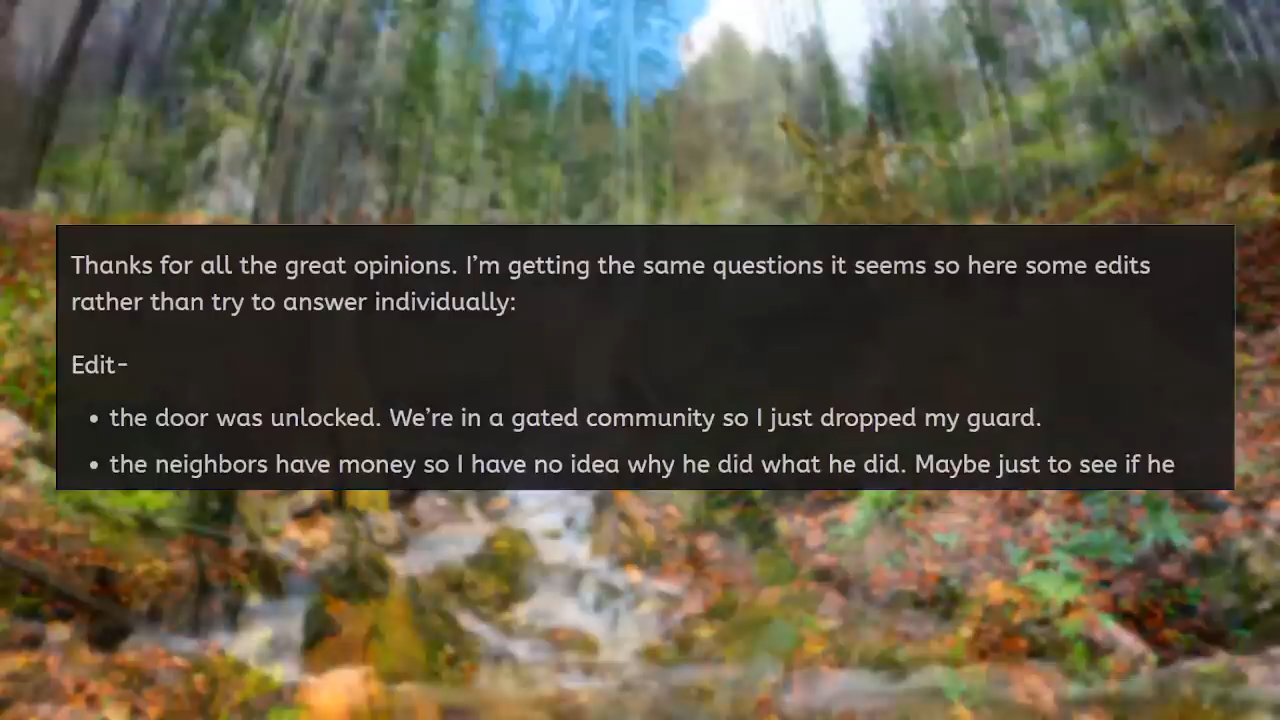 Thanks for all the great opinions. I’m getting the same questions it seems so here some edits
rather than try to answer individually:
Edit-
• the door was unlocked. We’re in a gated community so I just dropped my guard.
• the neighbors have money so I have no idea why he did what he did. Maybe just to see if he